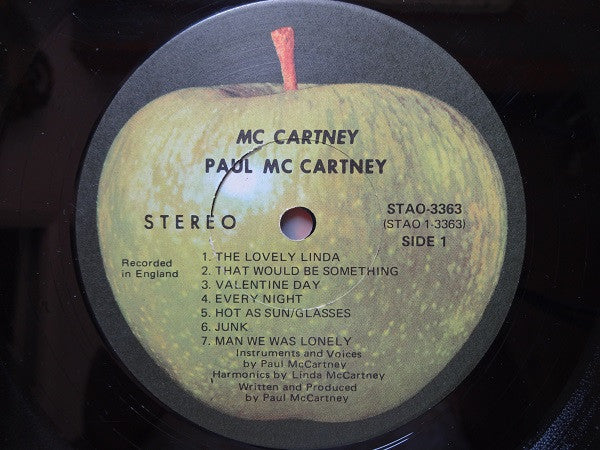 MC CARTNEY
PAUL MC CARTNEY
STEREO
STAO-3363
(STAO 1-3363)
SIDE 1
Recorded
in England
1. THE LOVELY LINDA
2. THAT WOULD BE SOMETHING
3. VALENTINE DAY
4. EVERY NIGHT
5. HOT AS SUN/GLASSES
6. JUNK
7. MAN WE WAS LONELY
Instruments and Voices
by Paul McCartney
Harmonics by Linda McCartney
Written and Produced
by Paul McCartney